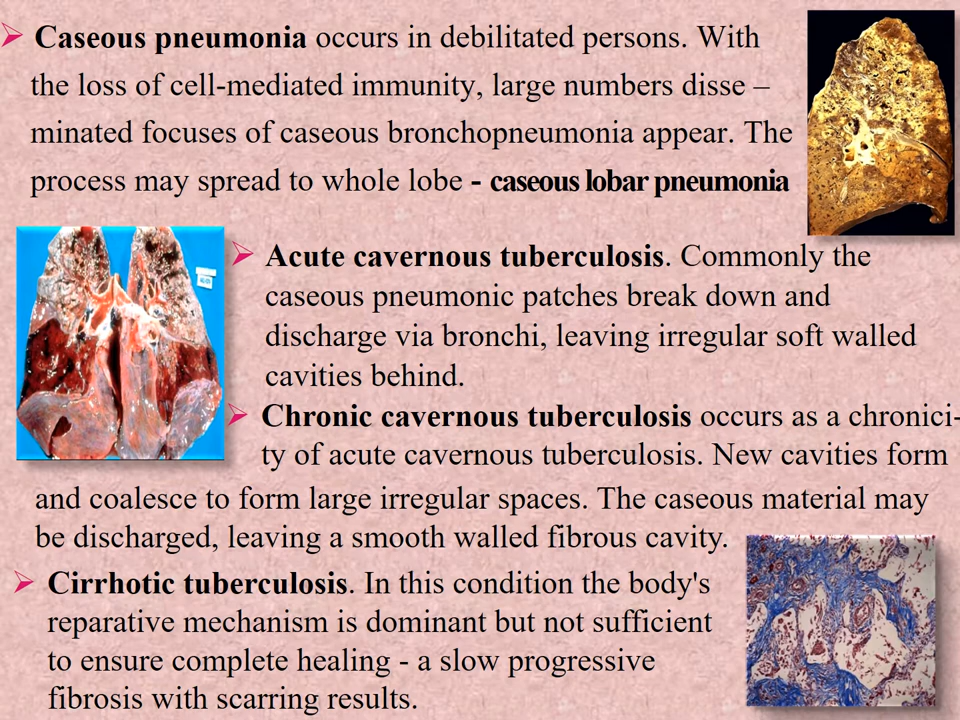 Caseous pneumonia occurs in debilitated persons. With
the loss of cell-mediated immunity, large numbers disse –
minated focuses of caseous bronchopneumonia appear. The
process may spread to whole lobe - caseous lobar pneumonia
Acute cavernous tuberculosis. Commonly the
caseous pneumonic patches break down and
discharge via bronchi, leaving irregular soft walled
cavities behind.
Chronic cavernous tuberculosis occurs as a chronici-
ty of acute cavernous tuberculosis. New cavities form
and coalesce to form large irregular spaces. The caseous material may
be discharged, leaving a smooth walled fibrous cavity.
Cirrhotic tuberculosis. In this condition the body's
reparative mechanism is dominant but not sufficient
to ensure complete healing - a slow progressive
fibrosis with scarring results.